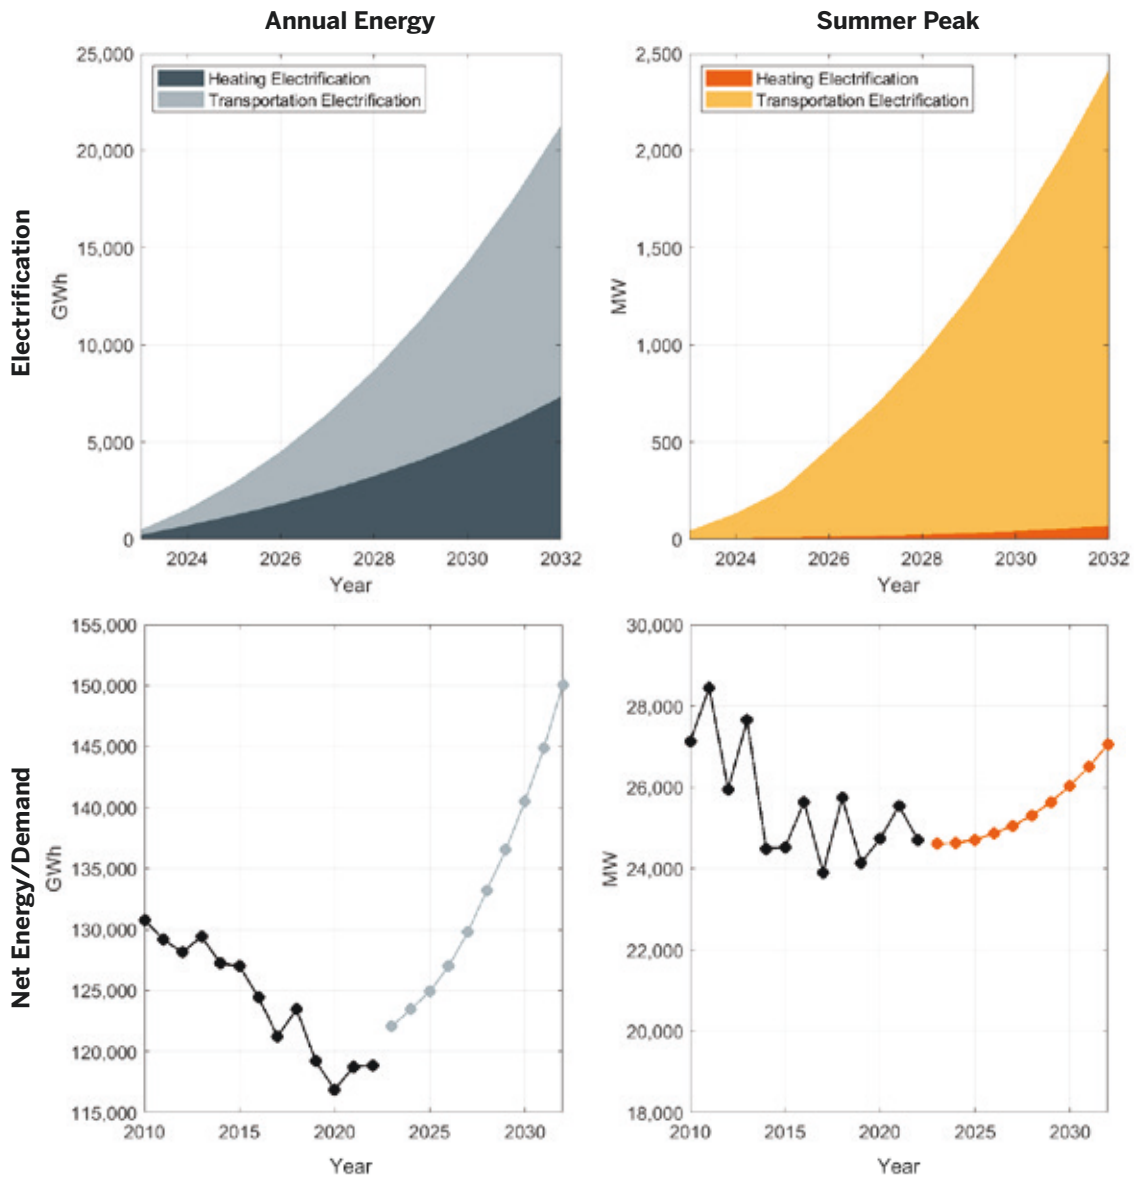 Annual Energy
Summer Peak
Electrification
25,000
20,000
15,000
10,000
5,000
0
GWh
Heating Electrification
Transportation Electrification
2024 2026 2028 2030 2032
Year
2,500
2,000
1,500
1,000
500
0
MW
Heating Electrification
Transportation Electrification
2024 2026 2028 2030 2032
Year
Net Energy/Demand
155,000
150,000
145,000
140,000
135,000
130,000
125,000
120,000
115,000
GWh
2010 2015 2020 2025 2030
Year
30,000
28,000
26,000
24,000
22,000
20,000
18,000
MW
2010 2015 2020 2025 2030
Year